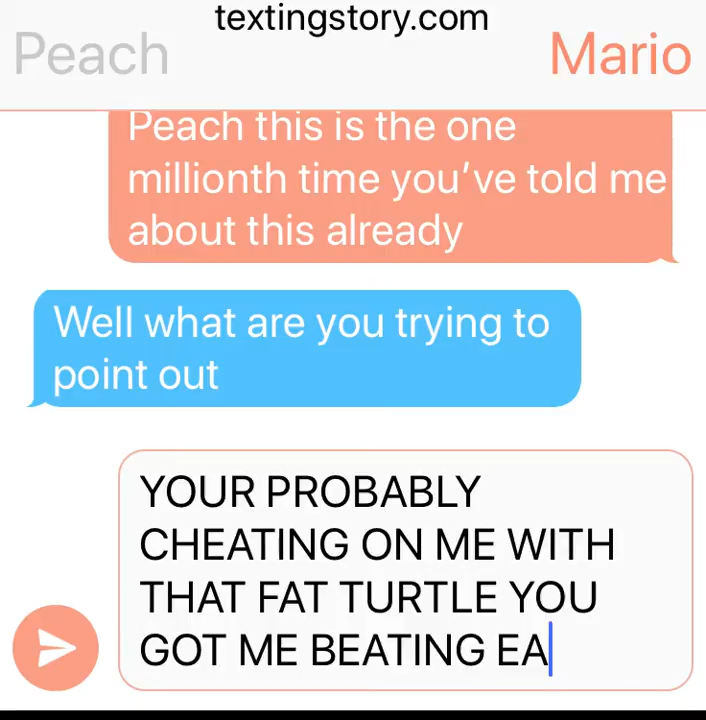 textingstory.com
Peach Mario
Peach this is the one
millionth time you’ve told me
about this already
Well what are you trying to
point out
YOUR PROBABLY
CHEATING ON ME WITH
THAT FAT TURTLE YOU
GOT ME BEATING EA